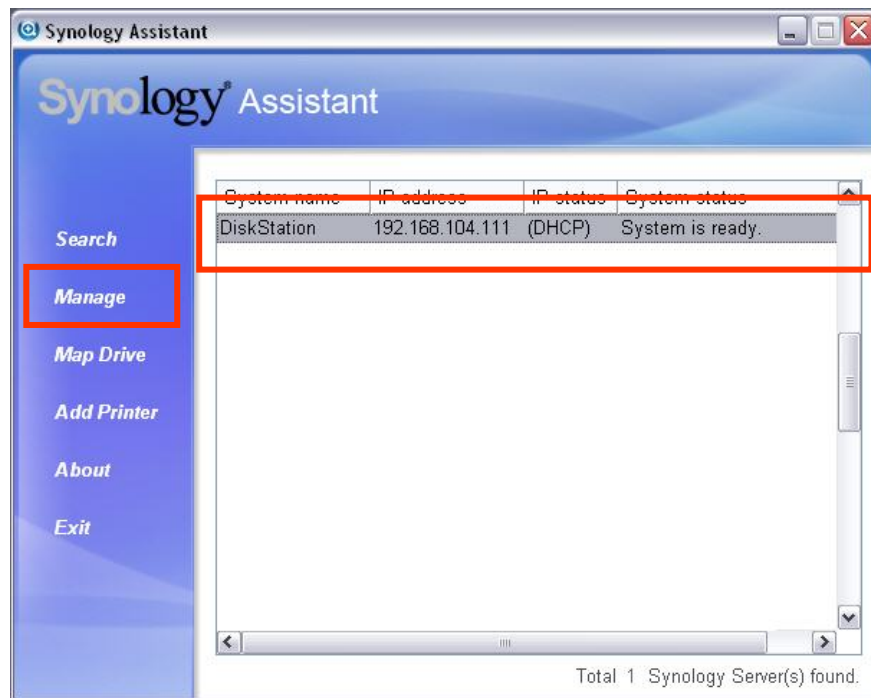 Synology Assistant
Synology® Assistant
System name IP address IP status System status
DiskStation 192.168.104.111 (DHCP) System is ready.
Search
Manage
Map Drive
Add Printer
About
Exit
Total 1 Synology Server(s) found.